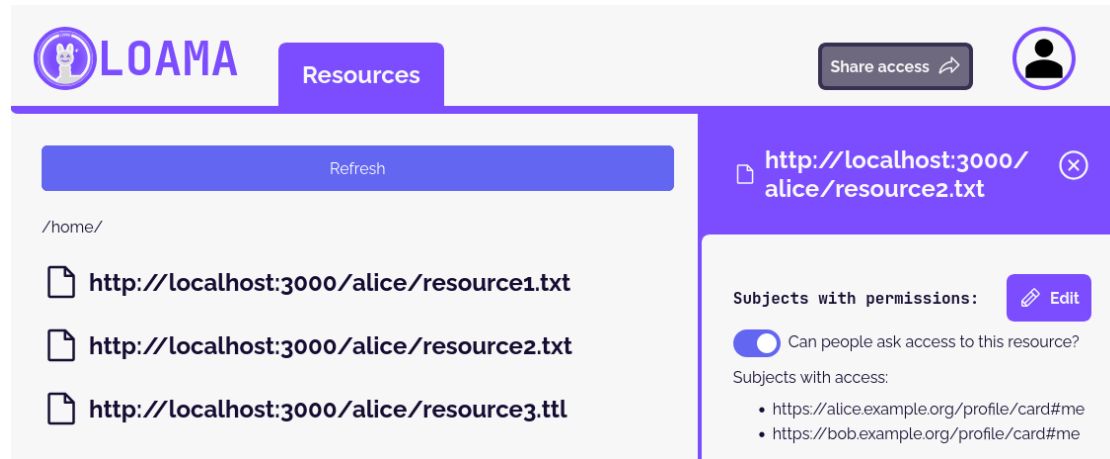 LOAMA
Resources
Share access
Refresh
/home/
http://localhost:3000/alice/resource1.txt
http://localhost:3000/alice/resource2.txt
http://localhost:3000/alice/resource3.ttl
http://localhost:3000/
alice/resource2.txt
Subjects with permissions:
Edit
Can people ask access to this resource?
Subjects with access:
• https://alice.example.org/profile/card#me
• https://bob.example.org/profile/card#me